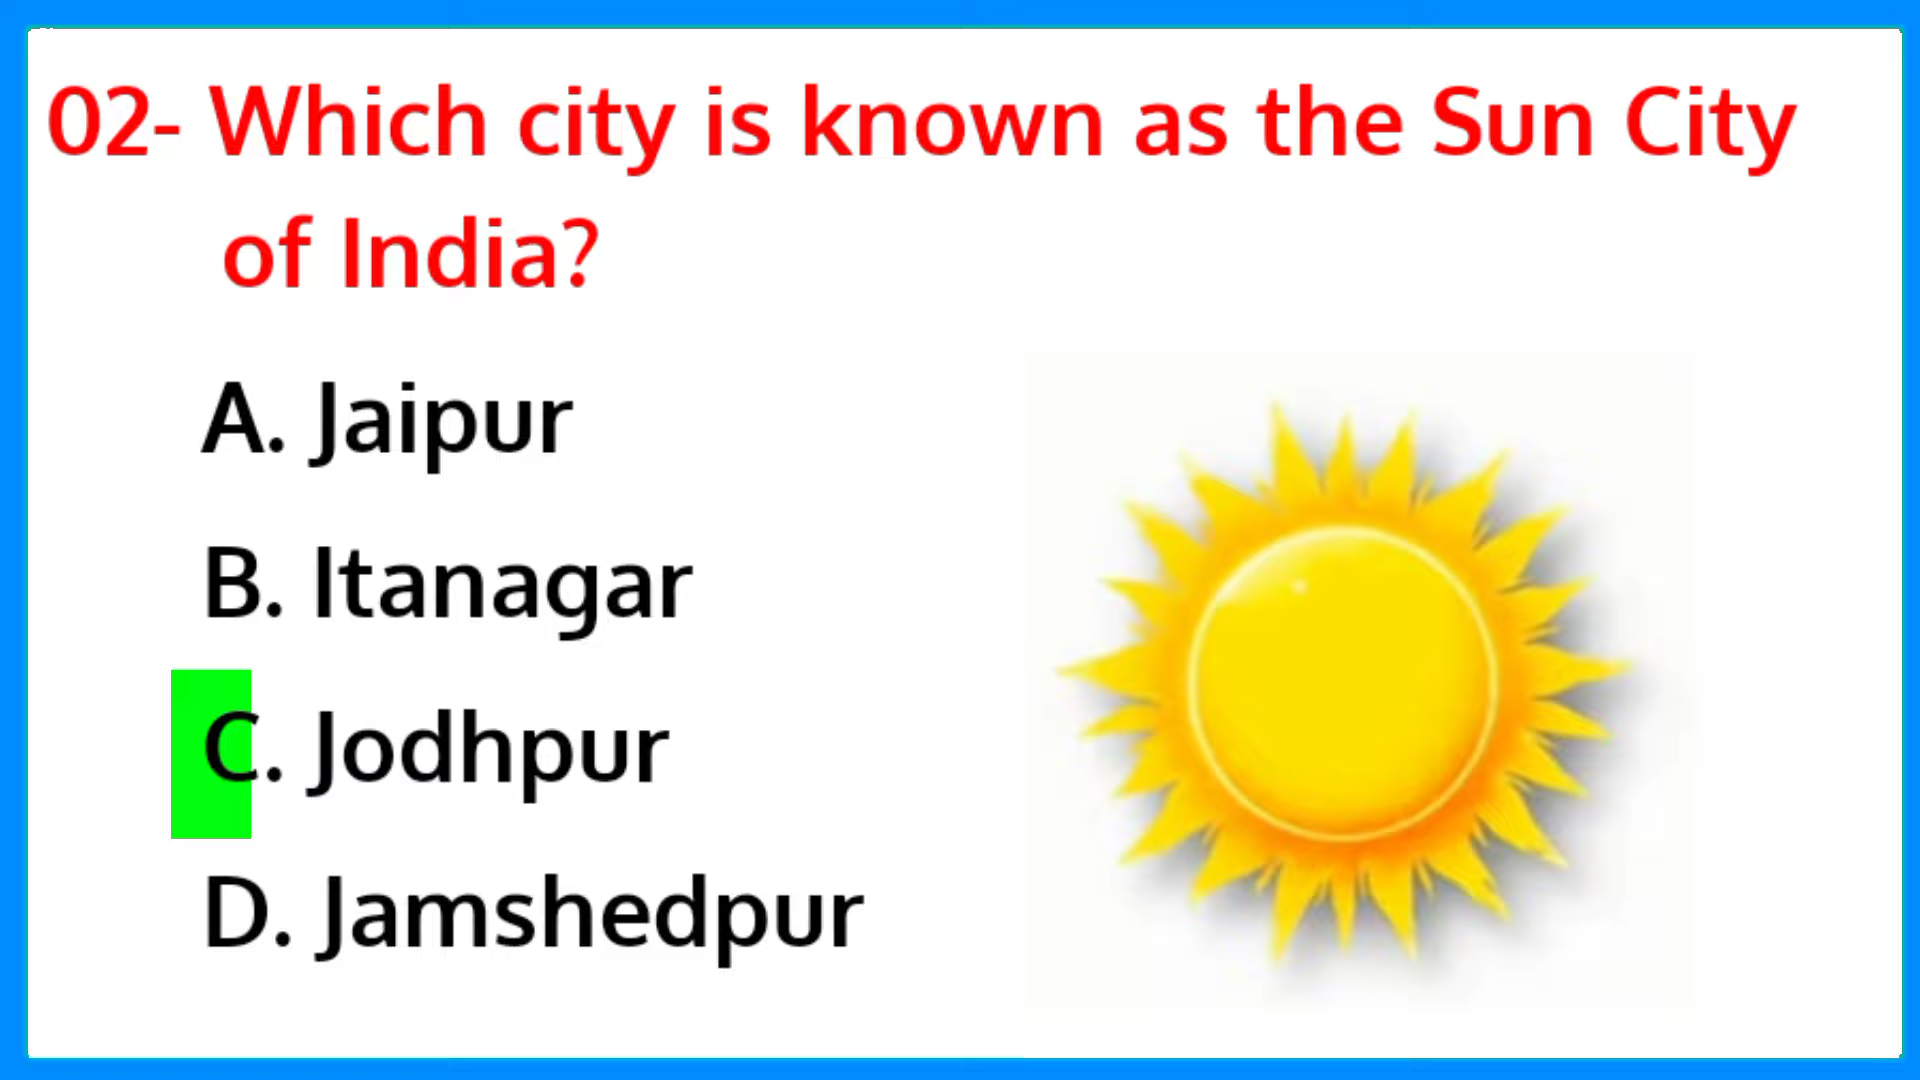 02- Which city is known as the Sun City
of India?
A. Jaipur
B. Itanagar
C. Jodhpur
D. Jamshedpur